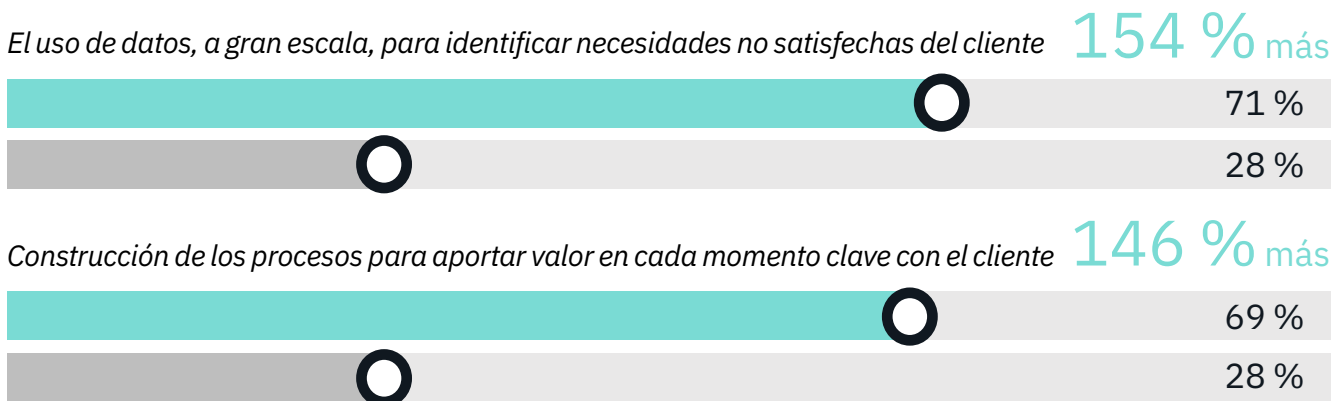 El uso de datos, a gran escala, para identificar necesidades no satisfechas del cliente 154 % más
71 %
28 %
Construcción de los procesos para aportar valor en cada momento clave con el cliente 146 % más
69 %
28 %